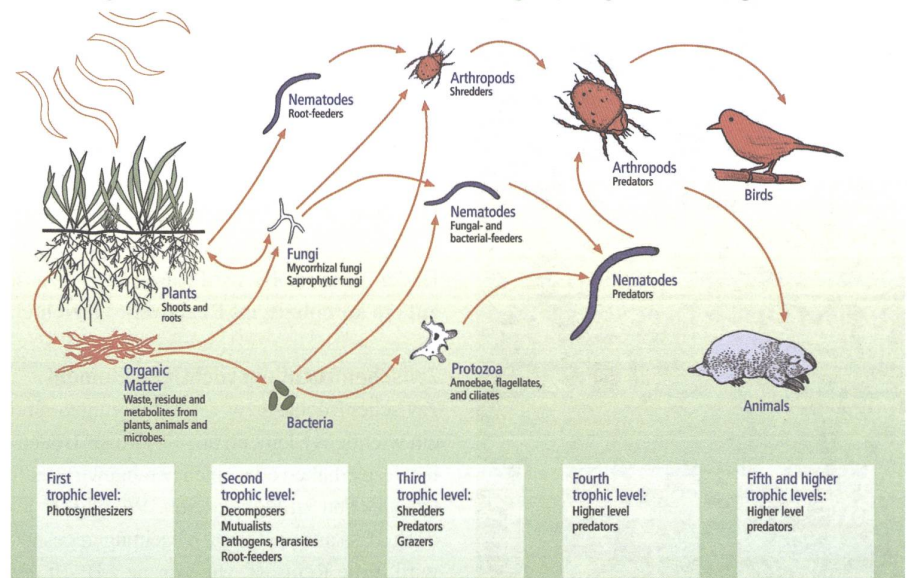 Nematodes
Root-feeders
Arthropods
Shredders
Arthropods
Predators
Birds
Nematodes
Fungal- and
bacterial-feeders
Fungi
Mycorrhizal fungi
Saprophytic fungi
Nematodes
Predators
Plants
Shoots and
roots
Organic
Matter
Waste, residue and
metabolites from
plants, animals and
microbes.
Bacteria
Protozoa
Amoebae, flagellates,
and ciliates
Animals
First
trophic level:
Photosynthesizers
Second
trophic level:
Decomposers
Mutualists
Pathogens, Parasites
Root-feeders
Third
trophic level:
Shredders
Predators
Grazers
Fourth
trophic level:
Higher level
predators
Fifth and higher
trophic levels:
Higher level
predators